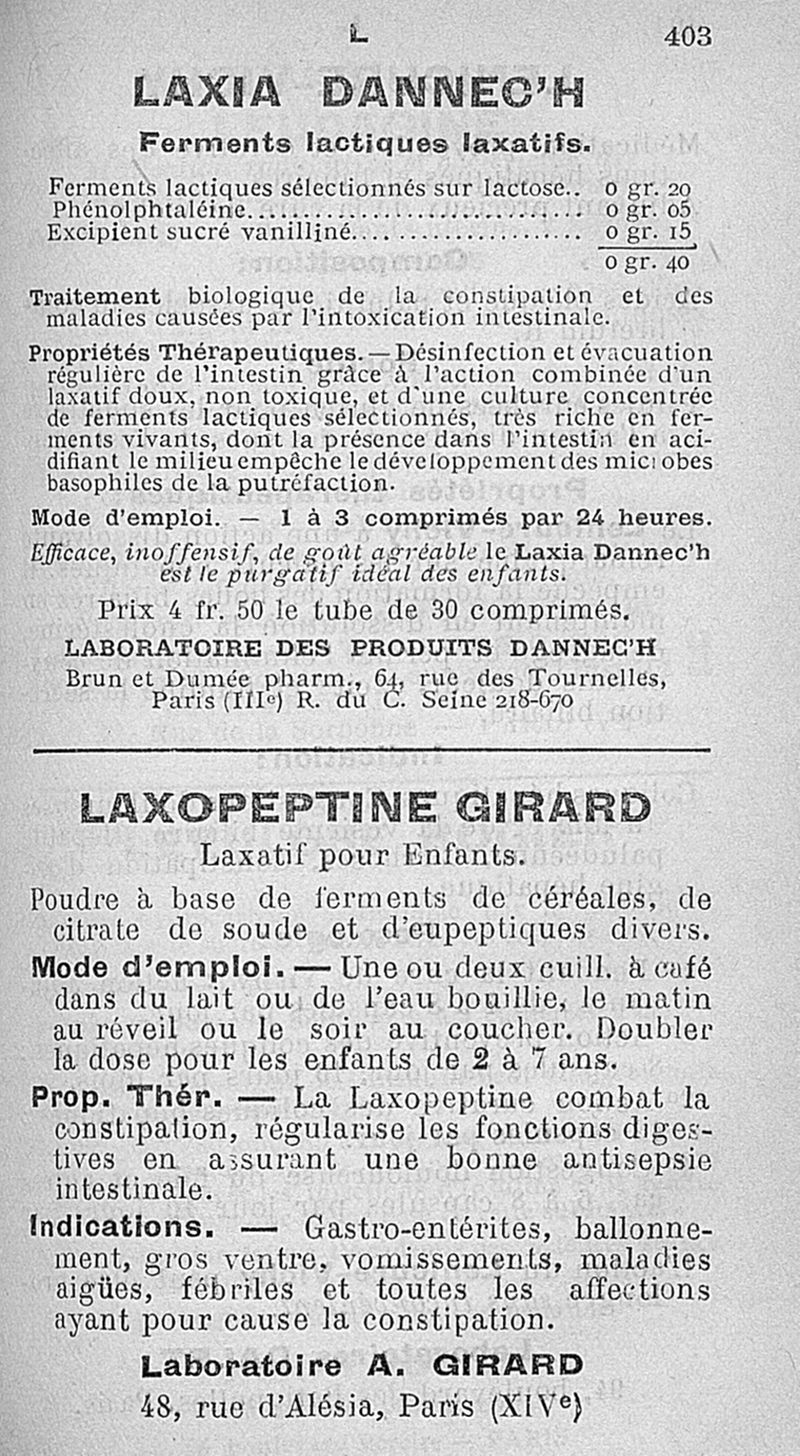 L 403
LAXIA DANNEC'H
Ferments lactiques laxatifs.
Ferments lactiques sélectionnés sur lactose.. 0 gr. 20
Phénolphtaléine........................... 0 gr. 05
Excipient sucré vanilliné................... 0 gr. 15
0 gr. 40
Traitement biologique de la constipation et des
maladies causées par l'intoxication intestinale.
Propriétés Thérapeutiques. — Désinfection et évacuation
régulière de l'intestin grâce à l'action combinée d'un
laxatif doux, non toxique, et d'une culture concentrée
de ferments lactiques sélectionnés, très riche en fer-
ments vivants, dont la présence dans l'intestin en aci-
difiant le milieu empêche le développement des microbes
basophiles de la putréfaction.
Mode d'emploi. — 1 à 3 comprimés par 24 heures.
Efficace, inoffensif, de goût agréable le Laxia Dannec'h
est le purgatif idéal des enfants.
Prix 4 fr. 50 le tube de 30 comprimés.
LABORATOIRE DES PRODUITS DANNEC'H
Brun et Dumée pharm., 64, rue des Tournelles,
Paris (IIIe) R. du C. Seine 218-670
LAXOPEPTINE GIRARD
Laxatif pour Enfants.
Poudre à base de ferments de céréales, de
citrate de soude et d'eupeptiques divers.
Mode d'emploi. — Une ou deux cuill. à café
dans du lait ou de l'eau bouillie, le matin
au réveil ou le soir au coucher. Doubler
la dose pour les enfants de 2 à 7 ans.
Prop. Thér. — La Laxopeptine combat la
constipation, régularise les fonctions diges-
tives en assurant une bonne antisepsie
intestinale.
Indications. — Gastro-entérites, ballonne-
ment, gros ventre, vomissements, maladies
aigües, fébriles et toutes les affections
ayant pour cause la constipation.
Laboratoire A. GIRARD
48, rue d'Alésia, Paris (XIVe)